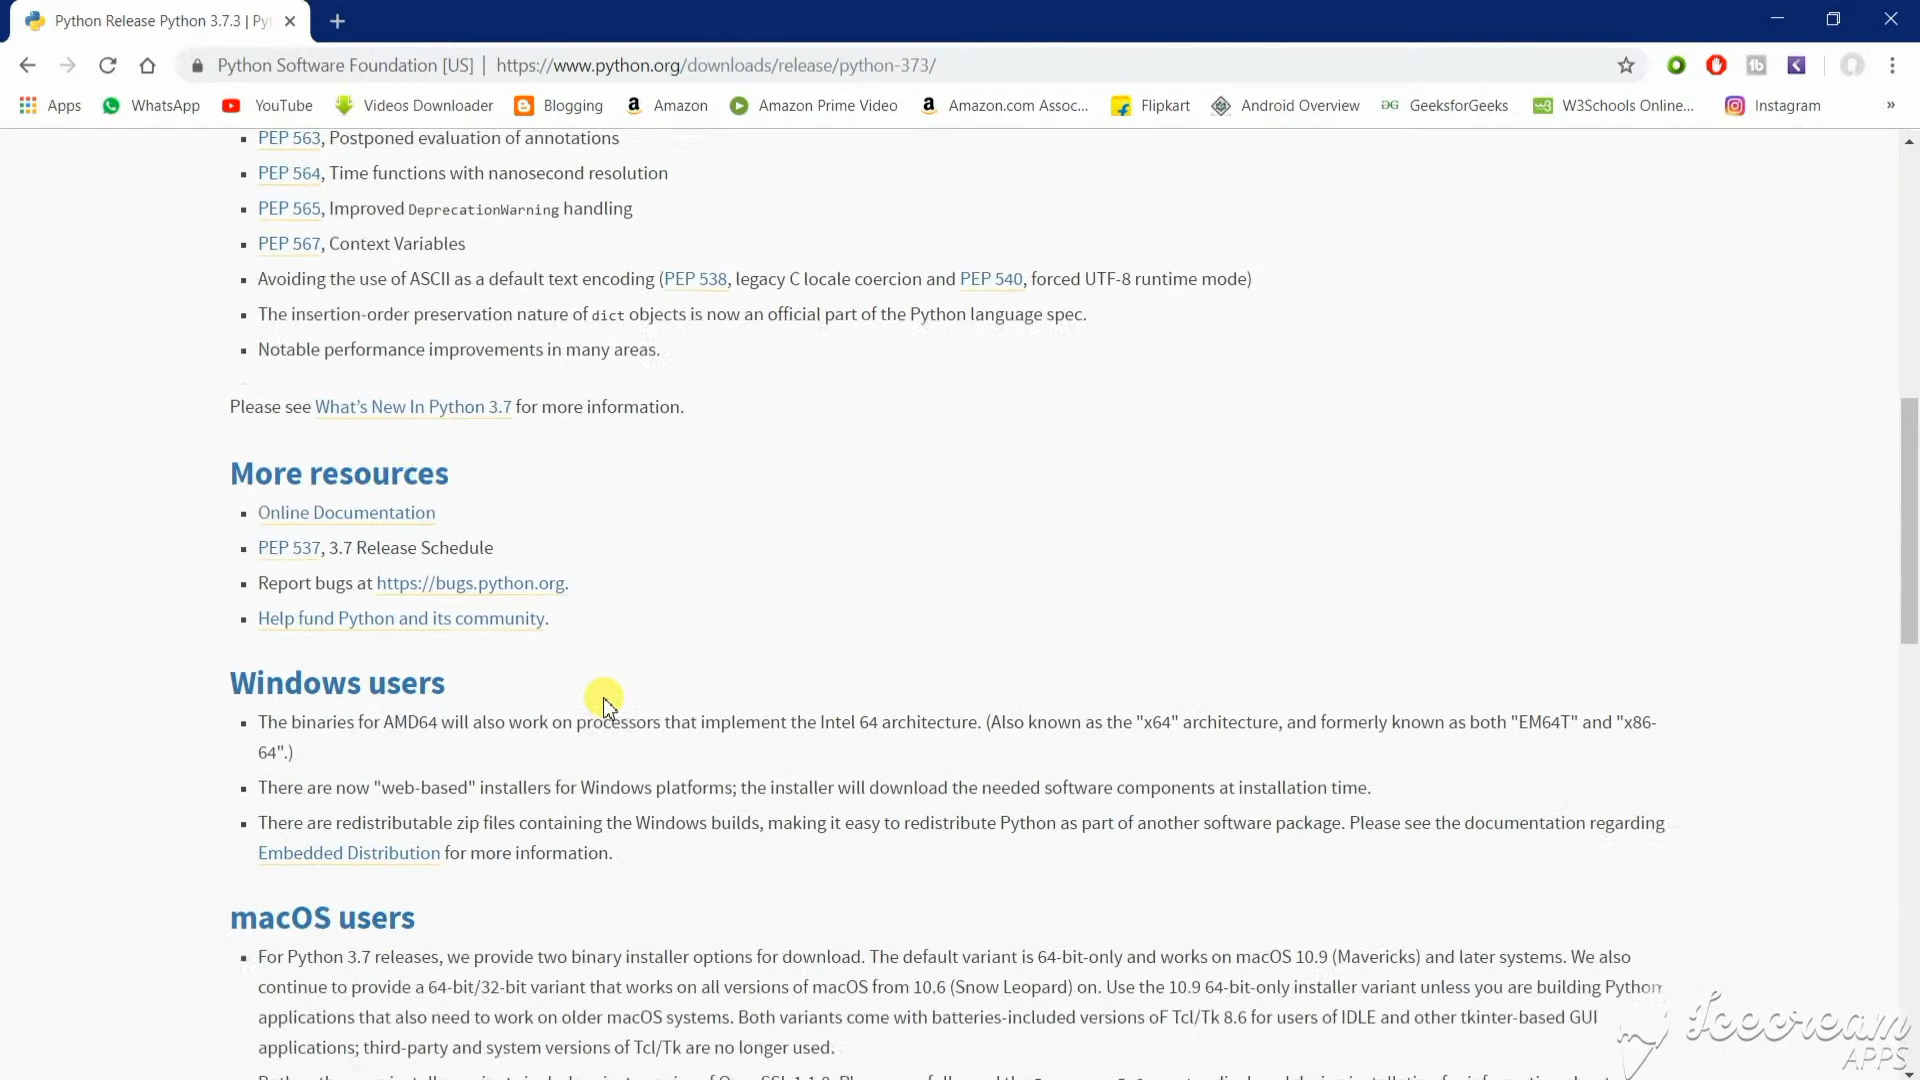 Python Release Python 3.7.3 | Pyt
Python Software Foundation [US] | https://www.python.org/downloads/release/python-373/
Apps WhatsApp YouTube Videos Downloader Blogging Amazon Amazon Prime Video Amazon.com Assoc... Flipkart Android Overview GeeksforGeeks W3Schools Online... Instagram »
PEP 563, Postponed evaluation of annotations
PEP 564, Time functions with nanosecond resolution
PEP 565, Improved DeprecationWarning handling
PEP 567, Context Variables
Avoiding the use of ASCII as a default text encoding (PEP 538, legacy C locale coercion and PEP 540, forced UTF-8 runtime mode)
The insertion-order preservation nature of dict objects is now an official part of the Python language spec.
Notable performance improvements in many areas.
Please see What's New In Python 3.7 for more information.
More resources
Online Documentation
PEP 537, 3.7 Release Schedule
Report bugs at https://bugs.python.org.
Help fund Python and its community.
Windows users
The binaries for AMD64 will also work on processors that implement the Intel 64 architecture. (Also known as the "x64" architecture, and formerly known as both "EM64T" and "x86-
64".)
There are now "web-based" installers for Windows platforms; the installer will download the needed software components at installation time.
There are redistributable zip files containing the Windows builds, making it easy to redistribute Python as part of another software package. Please see the documentation regarding
Embedded Distribution for more information.
macOS users
For Python 3.7 releases, we provide two binary installer options for download. The default variant is 64-bit-only and works on macOS 10.9 (Mavericks) and later systems. We also
continue to provide a 64-bit/32-bit variant that works on all versions of macOS from 10.6 (Snow Leopard) on. Use the 10.9 64-bit-only installer variant unless you are building Python
applications that also need to work on older macOS systems. Both variants come with batteries-included versions oF Tcl/Tk 8.6 for users of IDLE and other tkinter-based GUI
applications; third-party and system versions of Tcl/Tk are no longer used.
Icecream
APPS